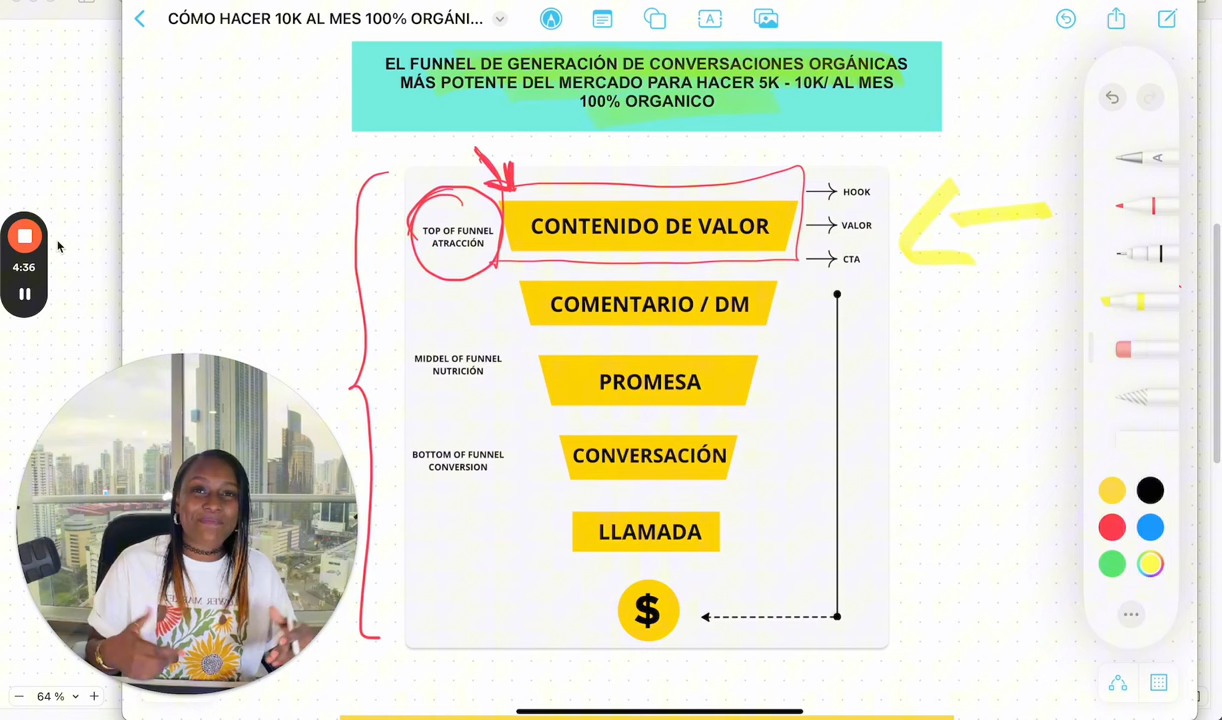 CÓMO HACER 10K AL MES 100% ORGÁNI...
A
EL FUNNEL DE GENERACIÓN DE CONVERSACIONES ORGÁNICAS
MÁS POTENTE DEL MERCADO PARA HACER 5K - 10K/ AL MES
100% ORGANICO
HOOK
TOP OF FUNNEL
ATRACCIÓN
CONTENIDO DE VALOR
VALOR
CTA
4:36
COMENTARIO / DM
MIDDEL OF FUNNEL
NUTRICIÓN
PROMESA
BOTTOM OF FUNNEL
CONVERSION
CONVERSACIÓN
LLAMADA
$
64 %
A